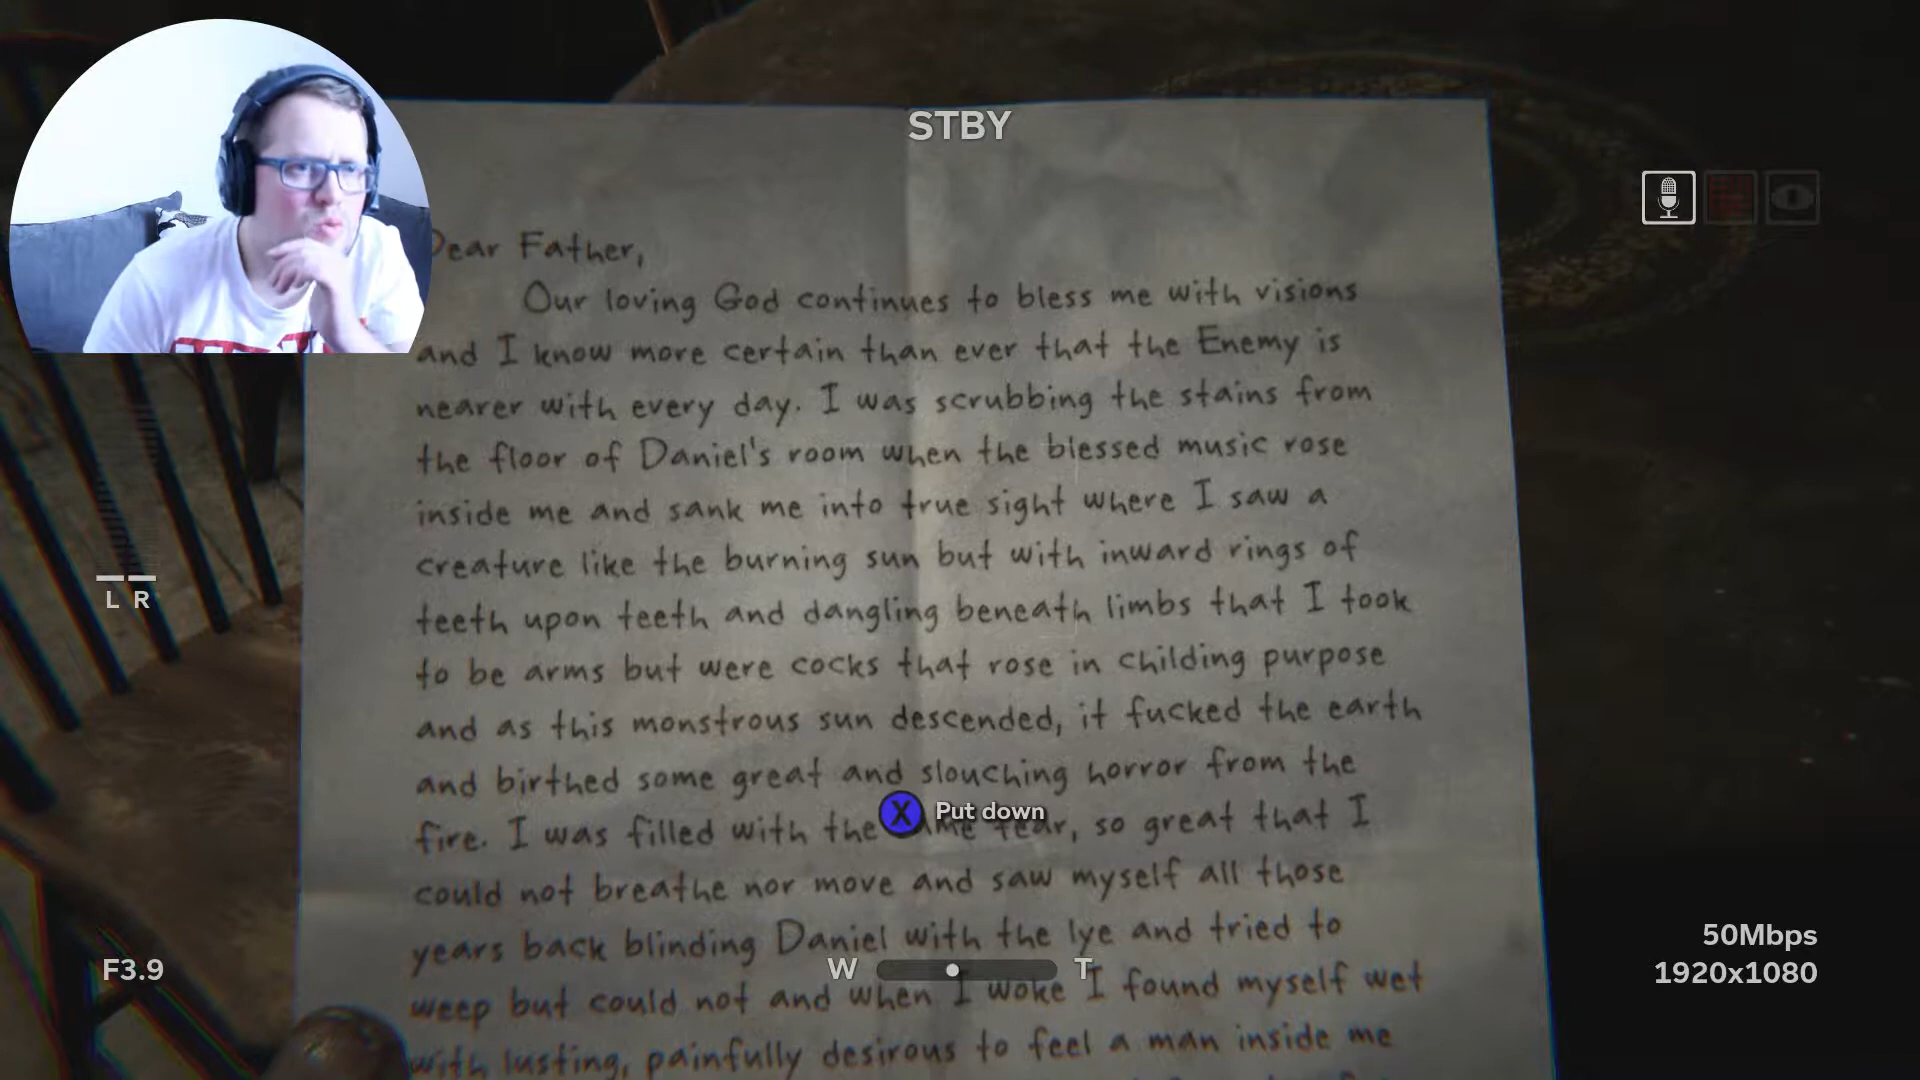 STBY
Dear Father,
Our loving God continues to bless me with visions
and I know more certain than ever that the Enemy is
nearer with every day. I was scrubbing the stains from
the floor of Daniel's room when the blessed music rose
inside me and sank me into true sight where I saw a
creature like the burning sun but with inward rings of
teeth upon teeth and dangling beneath limbs that I took
to be arms but were cocks that rose in childing purpose
and as this monstrous sun descended, it fucked the earth
and birthed some great and slouching horror from the
X Put down
fire. I was filled with the same fear, so great that I
could not breathe nor move and saw myself all those
years back blinding Daniel with the lye and tried to
weep but could not and when I woke I found myself wet
with lusting, painfully desirous to feel a man inside me
L R
F3.9
W T
50Mbps
1920x1080